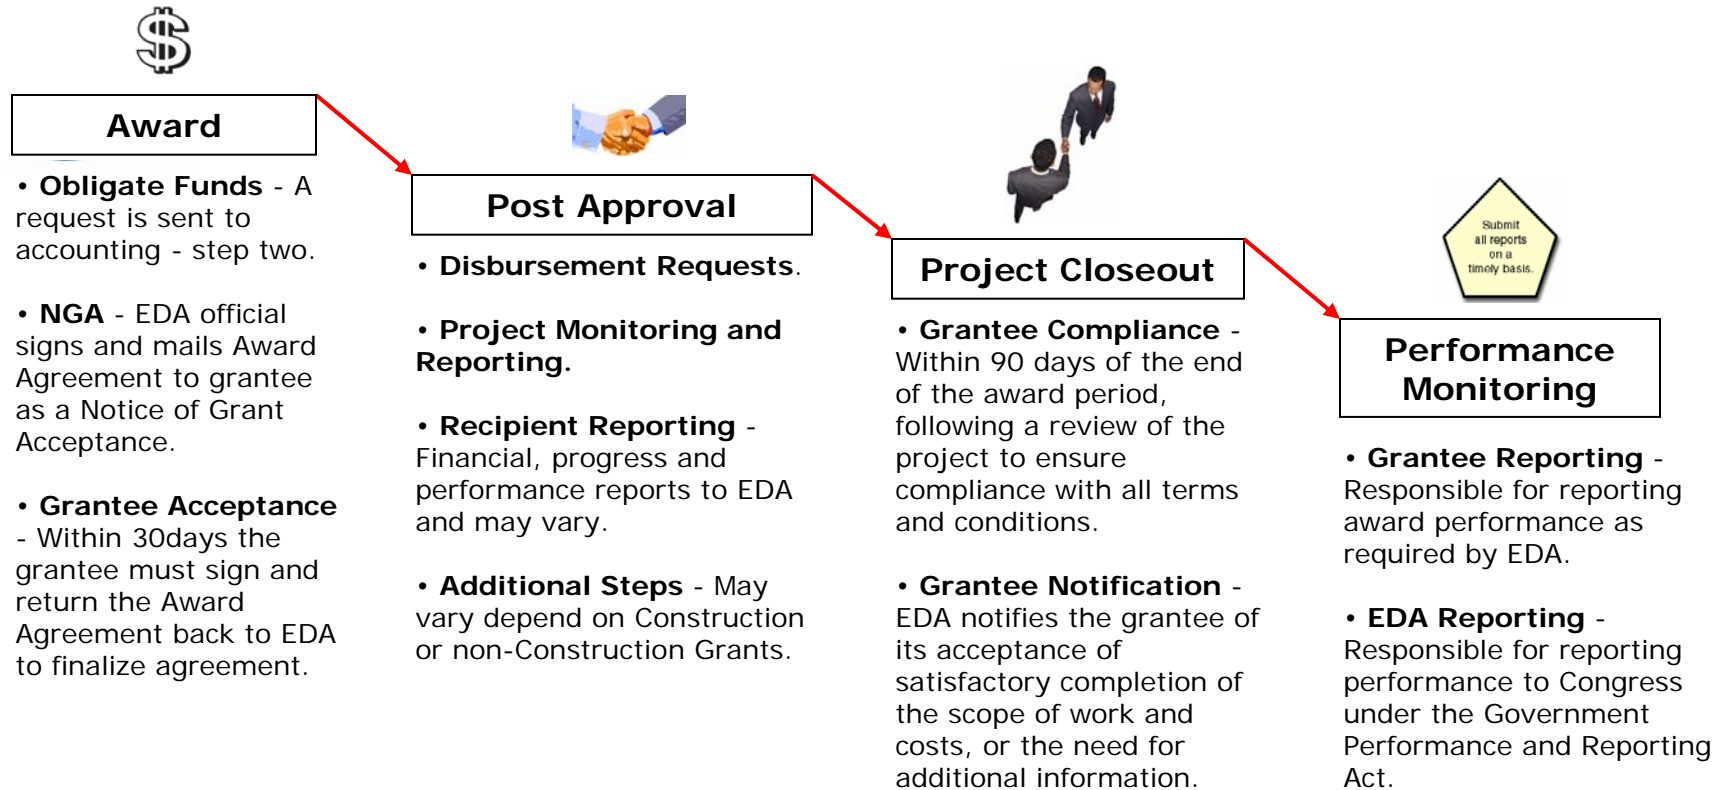 Award
• Obligate Funds - A
request is sent to
accounting - step two.
• NGA - EDA official
signs and mails Award
Agreement to grantee
as a Notice of Grant
Acceptance.
• Grantee Acceptance
- Within 30days the
grantee must sign and
return the Award
Agreement back to EDA
to finalize agreement.
Post Approval
• Disbursement Requests.
• Project Monitoring and
Reporting.
• Recipient Reporting -
Financial, progress and
performance reports to EDA
and may vary.
• Additional Steps - May
vary depend on Construction
or non-Construction Grants.
Project Closeout
• Grantee Compliance -
Within 90 days of the end
of the award period,
following a review of the
project to ensure
compliance with all terms
and conditions.
• Grantee Notification -
EDA notifies the grantee of
its acceptance of
satisfactory completion of
the scope of work and
costs, or the need for
additional information.
Submit
all reports
on a
timely basis.
Performance
Monitoring
• Grantee Reporting -
Responsible for reporting
award performance as
required by EDA.
• EDA Reporting -
Responsible for reporting
performance to Congress
under the Government
Performance and Reporting
Act.